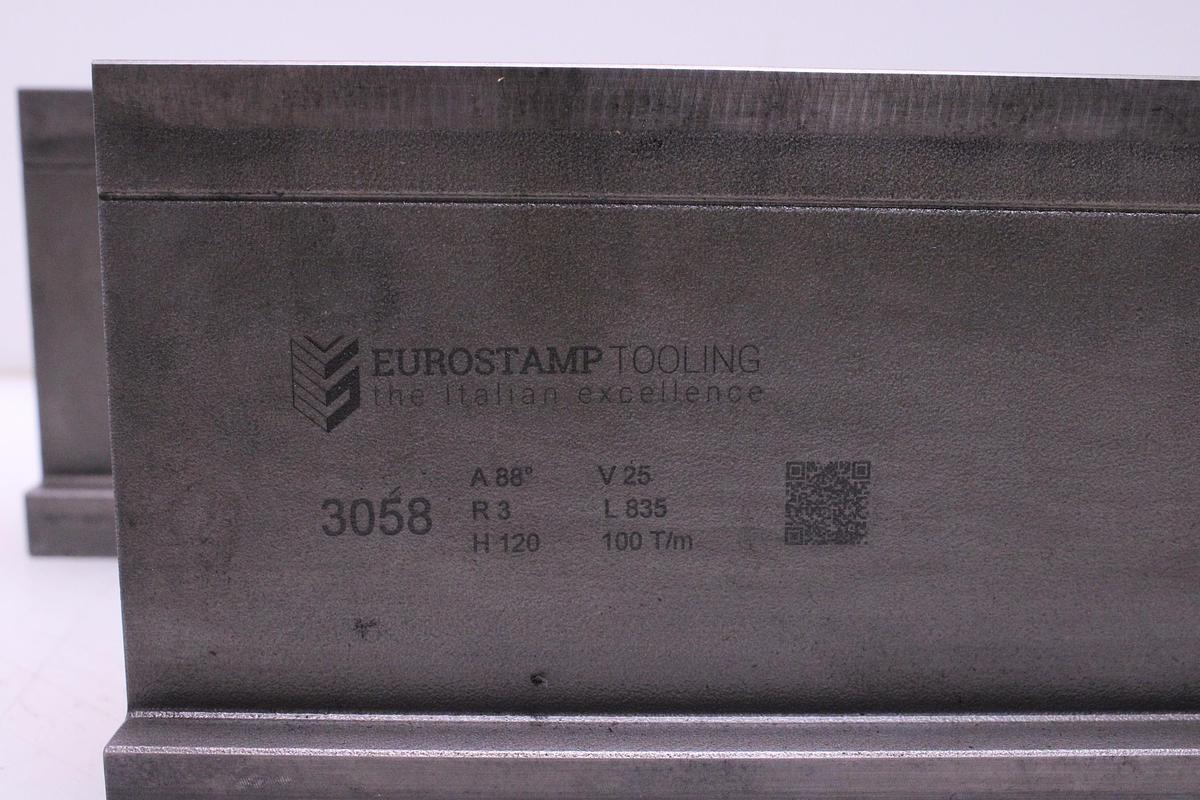 EUROSTAMP TOOLING
the italian excellence
3058
A 88° V 25
R 3 L 835
H 120 100 T/m